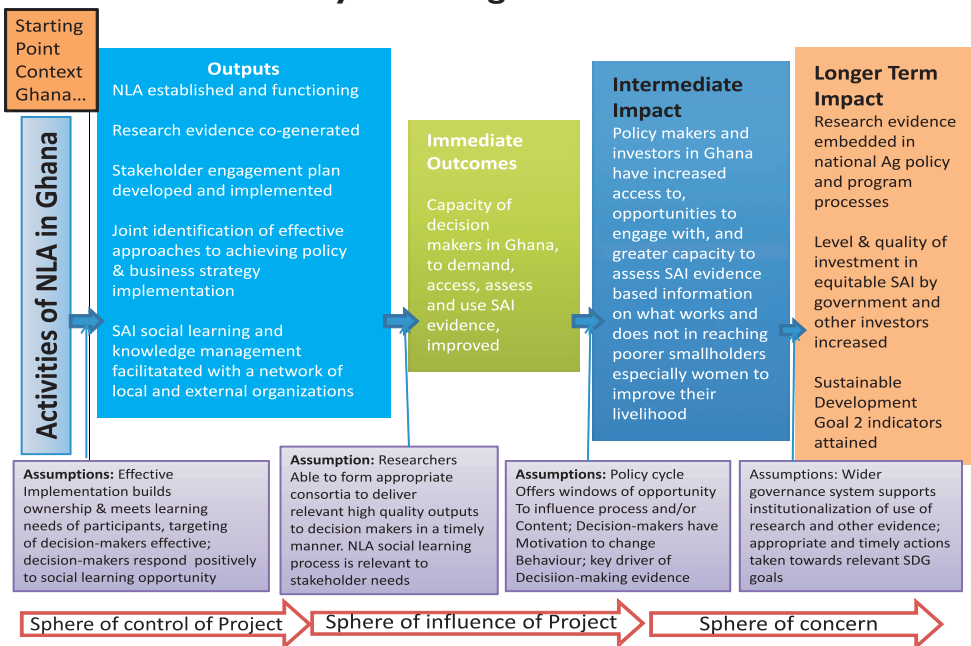 Starting
Point
Context
Ghana...
Activities of NLA in Ghana
Outputs
NLA established and functioning
Research evidence co-generated
Stakeholder engagement plan
developed and implemented
Joint identification of effective
approaches to achieving policy
& business strategy
implementation
SAI social learning and
knowledge management
facilitatated with a network of
local and external organizations
Immediate
Outcomes
Capacity of
decision
makers in Ghana,
to demand,
access, assess
and use SAI
evidence,
improved
Intermediate
Impact
Policy makers and
investors in Ghana
have increased
access to,
opportunities to
engage with, and
greater capacity to
assess SAI evidence
based information
on what works and
does not in reaching
poorer smallholders
especially women to
improve their
livelihood
Longer Term
Impact
Research evidence
embedded in
national Ag policy
and program
processes
Level & quality of
investment in
equitable SAI by
government and
other investors
increased
Sustainable
Development
Goal 2 indicators
attained
Assumptions: Effective
Implementation builds
ownership & meets learning
needs of participants, targeting
of decision-makers effective;
decision-makers respond positively
to social learning opportunity
Assumption: Researchers
Able to form appropriate
consortia to deliver
relevant high quality outputs
to decision makers in a timely
manner. NLA social learning
process is relevant to
stakeholder needs
Assumptions: Policy cycle
Offers windows of opportunity
To influence process and/or
Content; Decision-makers have
Motivation to change
Behaviour; key driver of
Decisiion-making evidence
Assumptions: Wider
governance system supports
institutionalization of use of
research and other evidence;
appropriate and timely actions
taken towards relevant SDG
goals
Sphere of control of Project
Sphere of influence of Project
Sphere of concern